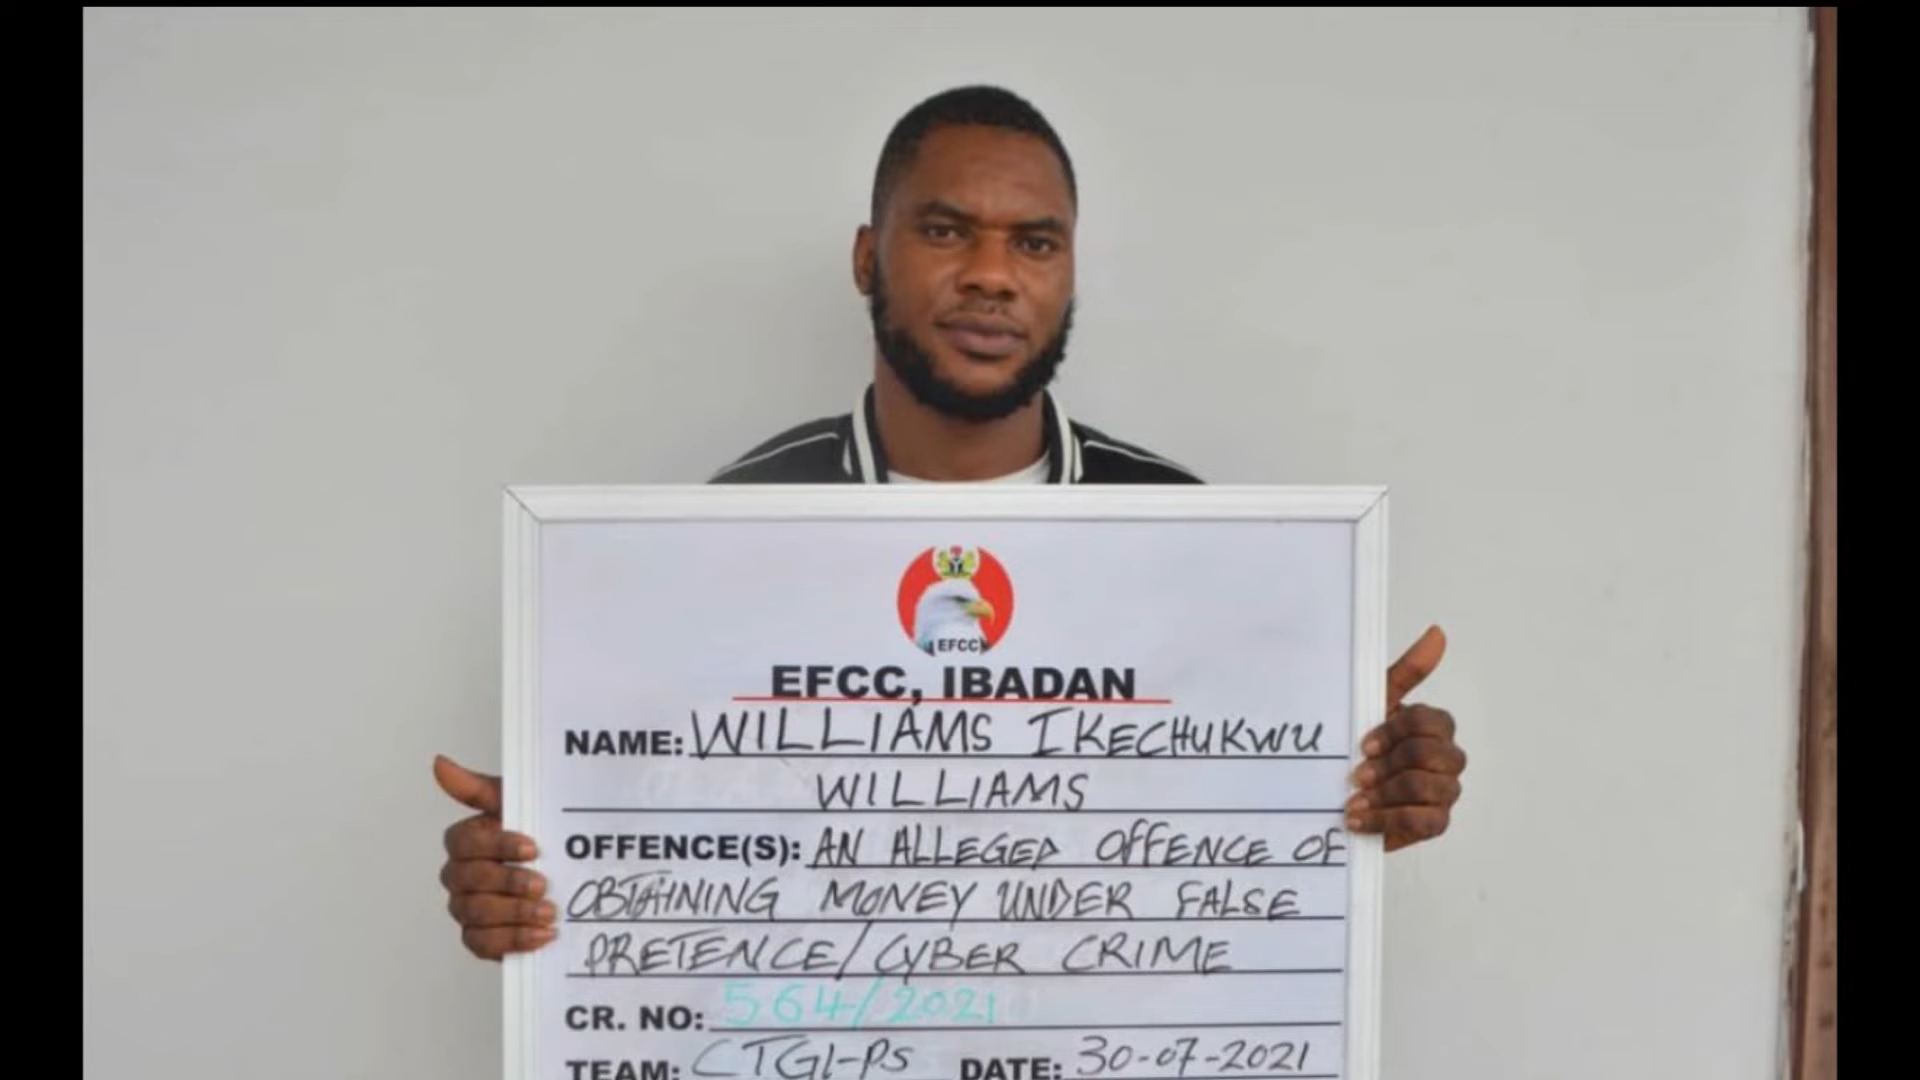 EFCC
EFCC, IBADAN
NAME: WILLIAMS IKECHUKWU
WILLIAMS
OFFENCE(S): AN ALLEGED OFFENCE OF
OBTAINING MONEY UNDER FALSE
PRETENCE/CYBER CRIME
CR. NO: 564/2021
TEAM: CTG1-PS DATE: 30-07-2021